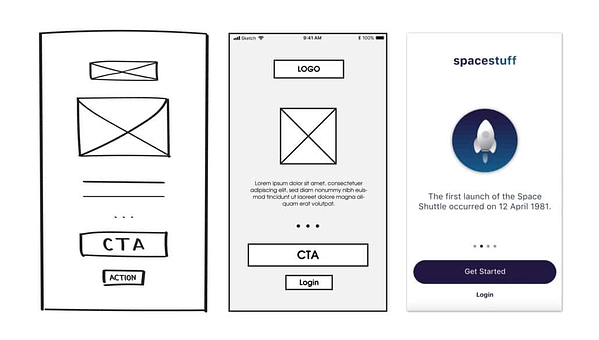 CTA
ACTION
Sketch 9:41 AM 100%
LOGO
Lorem ipsum dolor sit amet, consectetuer
adipiscing elit, sed diam nonummy nibh euis-
mod tincidunt ut laoreet dolore magna ali-
quam erat volutpat.
CTA
Login
spacestuff
The first launch of the Space
Shuttle occurred on 12 April 1981.
Get Started
Login